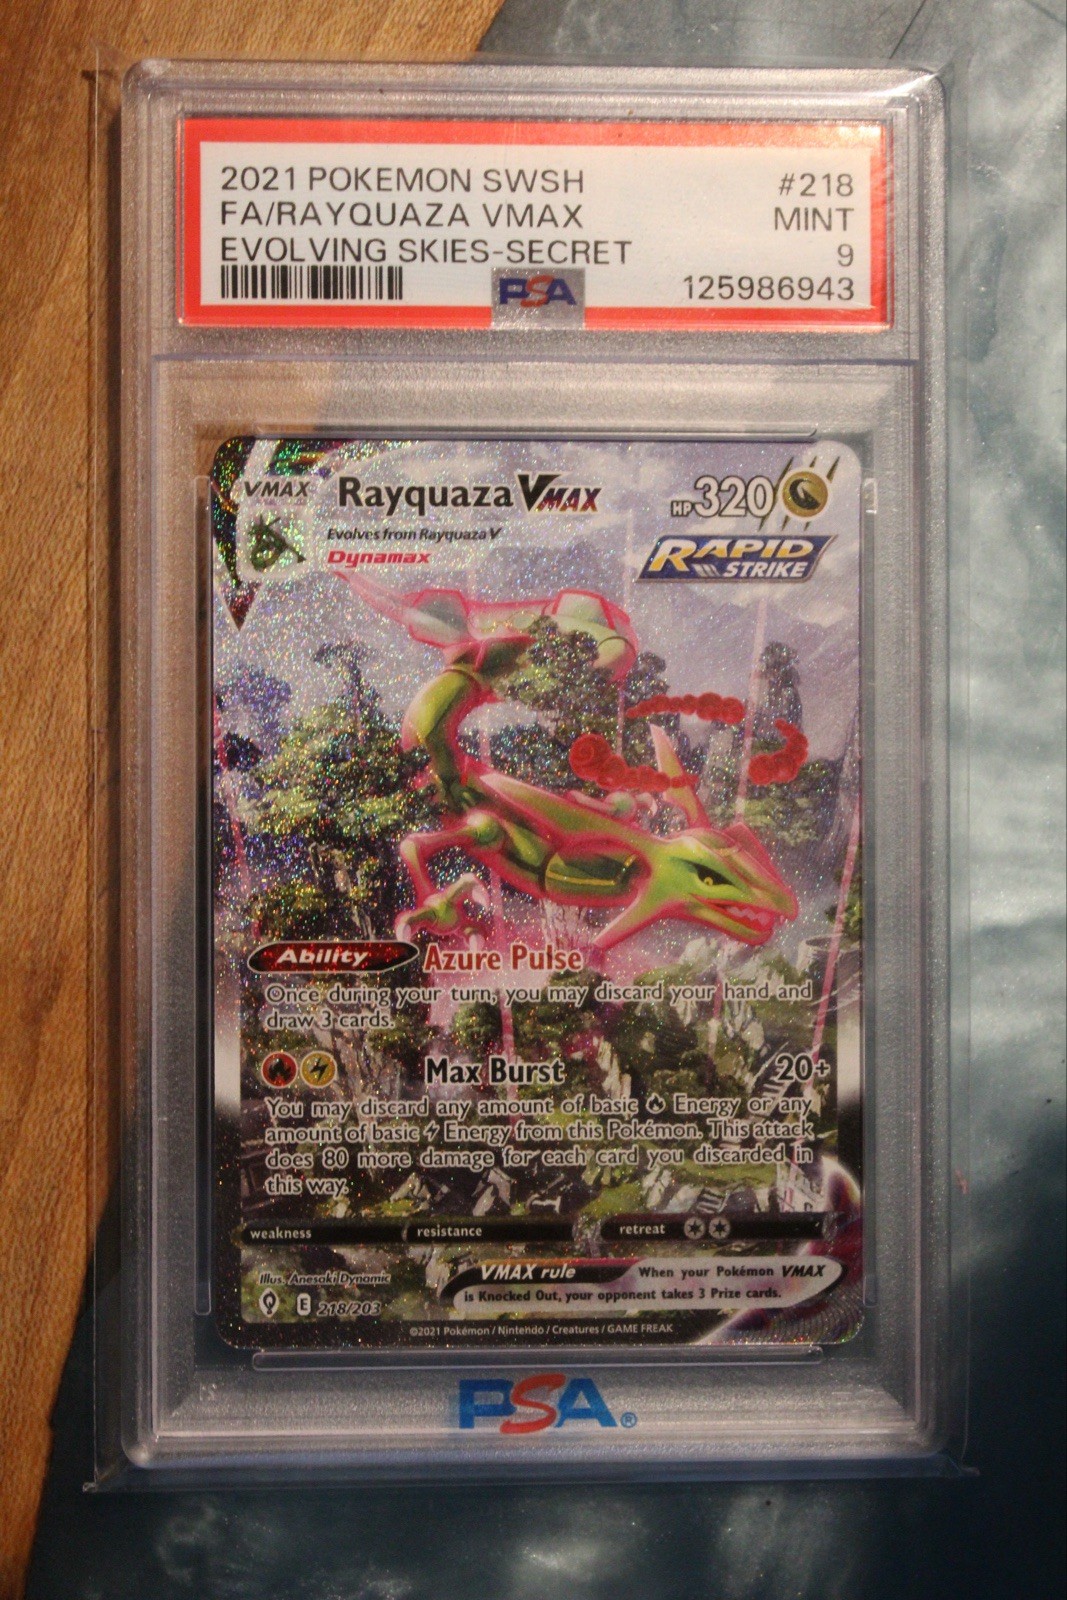 2021 POKEMON SWSH #218
FA/RAYQUAZA VMAX MINT
EVOLVING SKIES-SECRET 9
PSA 125986943
VMAX Rayquaza VMAX HP 320
Evolves from Rayquaza V
Dynamax
RAPID STRIKE
Ability Azure Pulse
Once during your turn, you may discard your hand and
draw 3 cards.
Max Burst 20+
You may discard any amount of basic Energy or any
amount of basic Energy from this Pokémon. This attack
does 80 more damage for each card you discarded in
this way.
weakness resistance retreat
Illus. Anesaki Dynamic
VMAX rule When your Pokémon VMAX
is Knocked Out, your opponent takes 3 Prize cards.
E 218/203
©2021 Pokémon / Nintendo / Creatures / GAME FREAK
PSA®